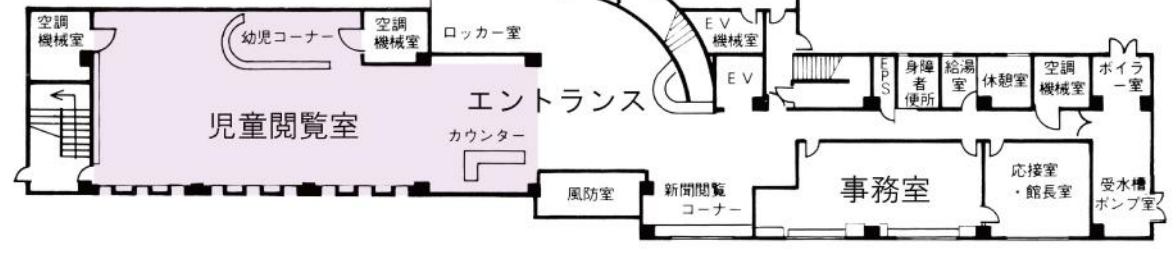 空調
機械室
幼児コーナー
空調
機械室
ロッカー室
児童閲覧室
カウンター
エントランス
風防室
新聞閲覧
コーナー
EV
機械室
EV
EPS
身障
者
便所
給湯
室
休憩室
空調
機械室
ボイラ
ー室
事務室
応接室
・館長室
受水槽
ポンプ室